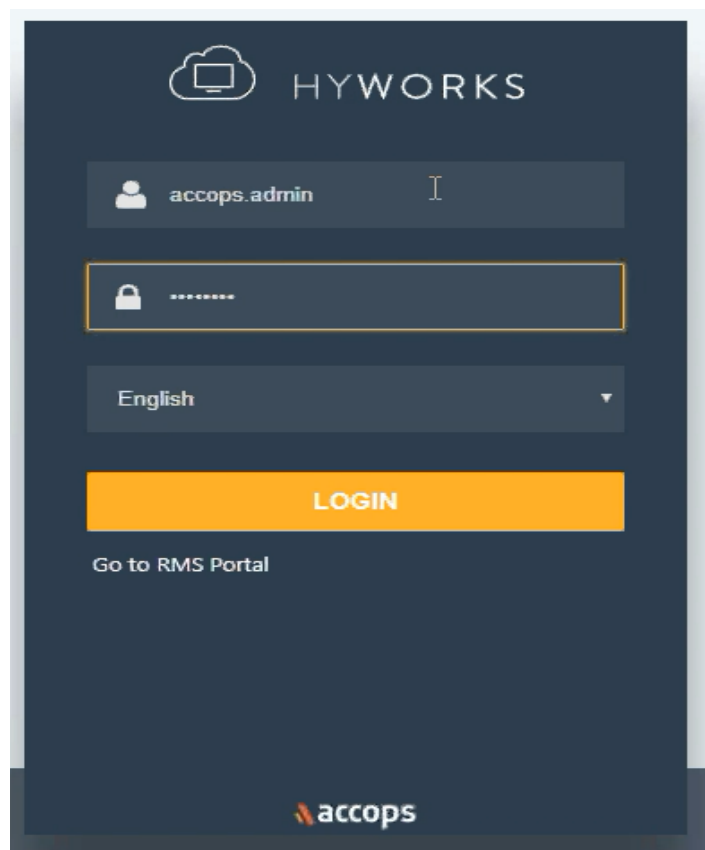 HYWORKS
accops.admin
••••••••
English
LOGIN
Go to RMS Portal
accops